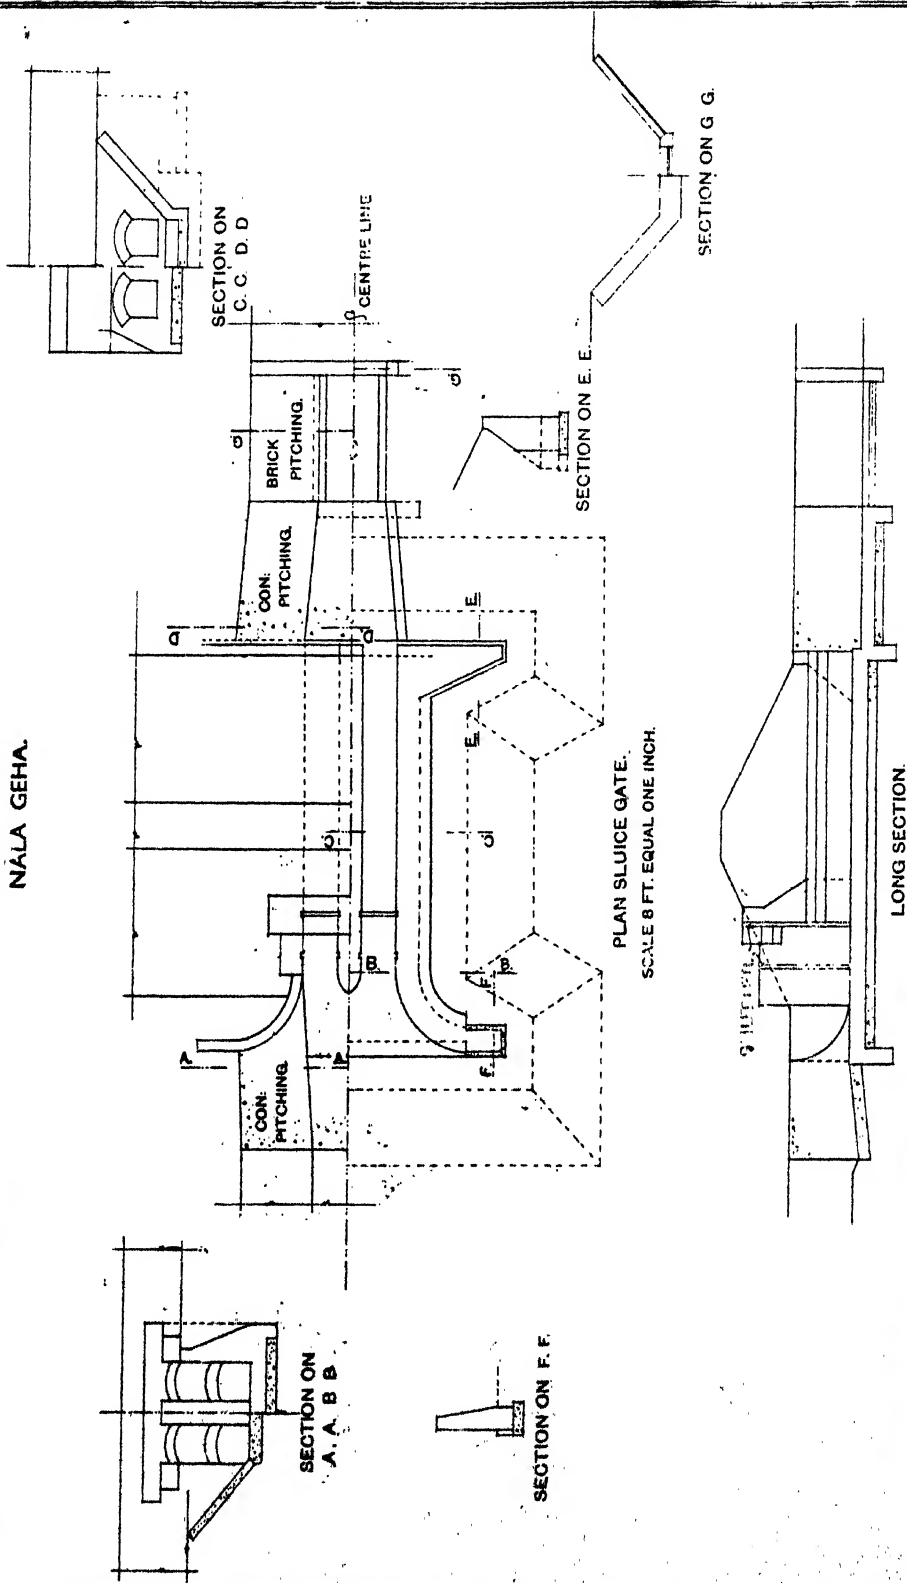 NALA GEHA.
SECTION ON
A. A B B
SECTION ON
C. C. D. D
SECTION ON F. F.
SECTION ON E. E.
SECTION ON G G.
CON:
PITCHING.
CON:
PITCHING.
BRICK
PITCHING.
CENTRE LINE
A.
A.
B.
B.
F.
F.
E.
E.
C
C
D
D
G
G
PLAN SLUICE GATE.
SCALE 8 FT. EQUAL ONE INCH.
LONG SECTION.